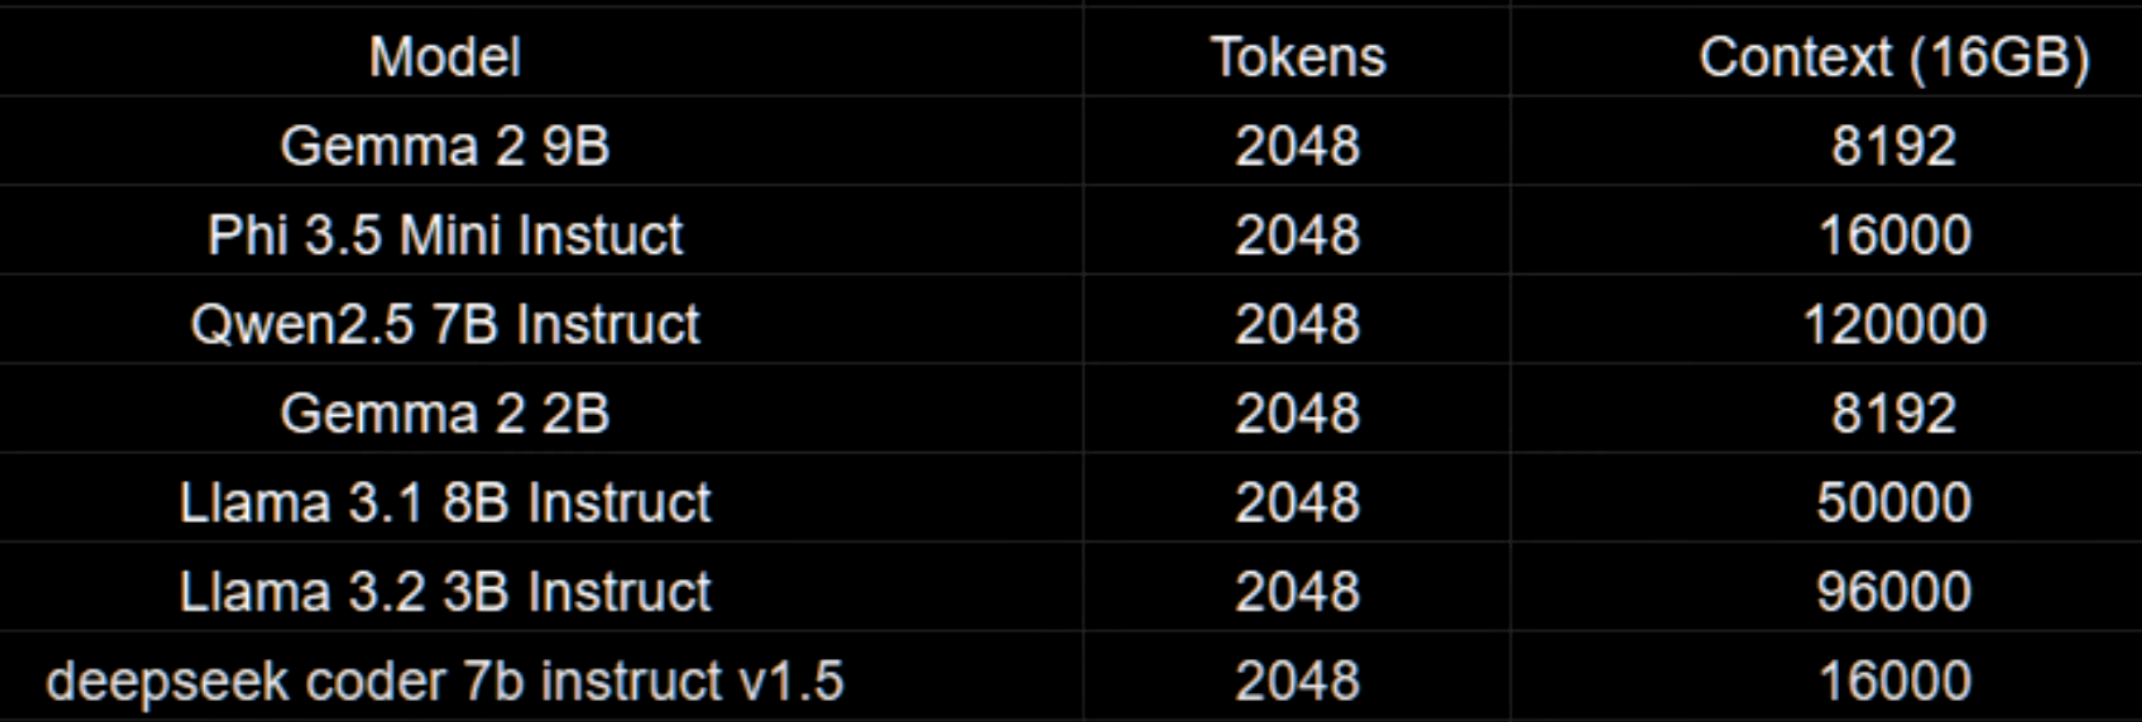 Model Tokens Context (16GB)
Gemma 2 9B 2048 8192
Phi 3.5 Mini Instuct 2048 16000
Qwen2.5 7B Instruct 2048 120000
Gemma 2 2B 2048 8192
Llama 3.1 8B Instruct 2048 50000
Llama 3.2 3B Instruct 2048 96000
deepseek coder 7b instruct v1.5 2048 16000